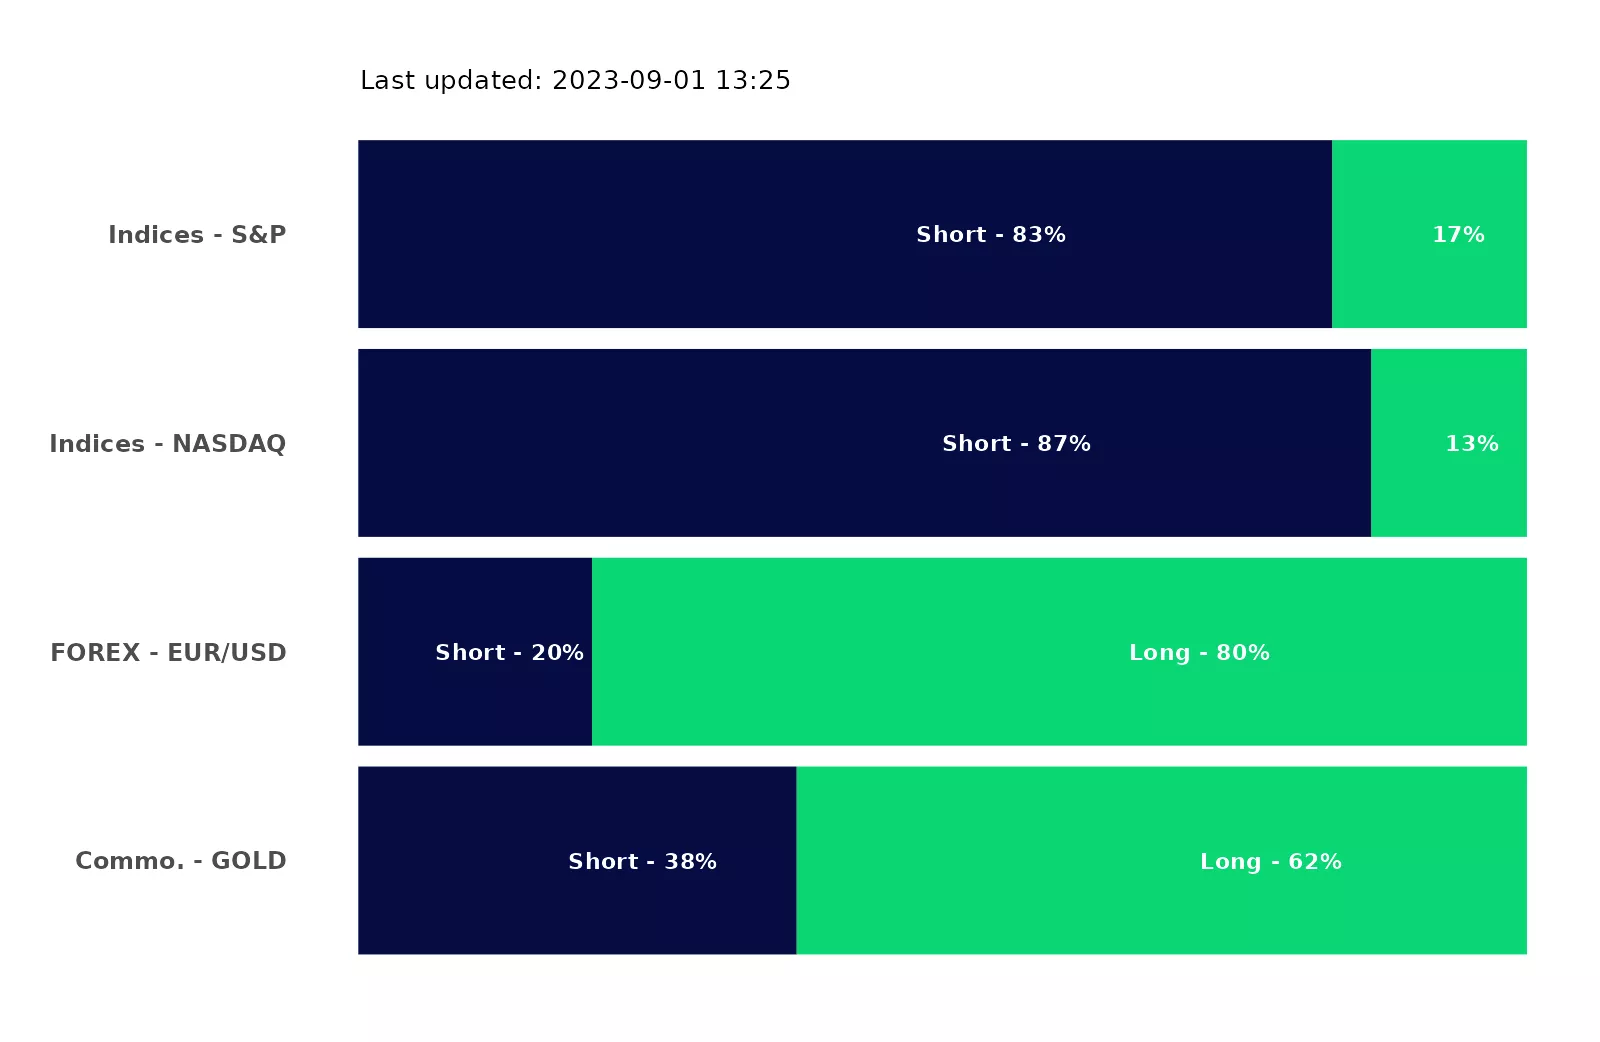 Last updated: 2023-09-01 13:25
Indices - S&P Short - 83% 17%
Indices - NASDAQ Short - 87% 13%
FOREX - EUR/USD Short - 20% Long - 80%
Commo. - GOLD Short - 38% Long - 62%